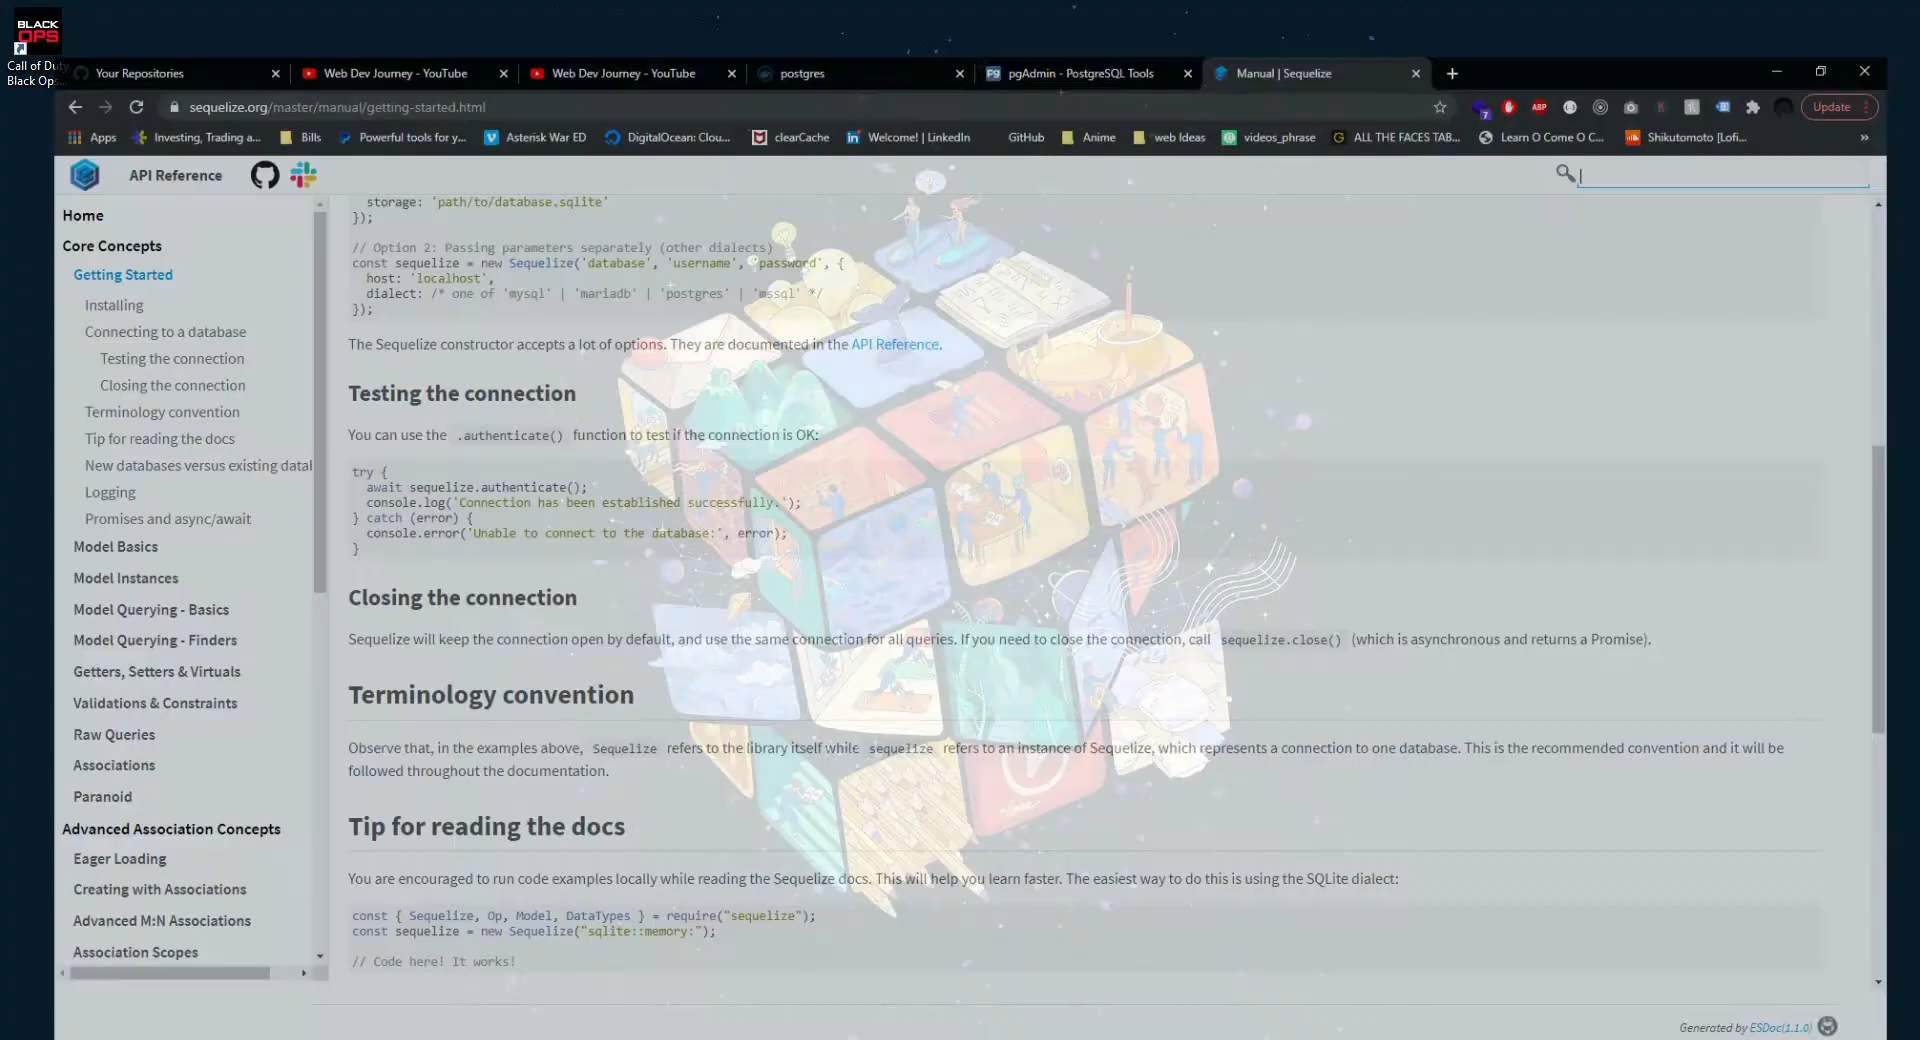 BLACK
OPS
Call of Duty
Black Ops...
Your Repositories
Web Dev Journey - YouTube
Web Dev Journey - YouTube
postgres
pgAdmin - PostgreSQL Tools
Manual | Sequelize
sequelize.org/master/manual/getting-started.html
7
ABP
Update
Apps
Investing, Trading a...
Bills
Powerful tools for y...
Asterisk War ED
DigitalOcean: Clou...
clearCache
Welcome! | LinkedIn
GitHub
Anime
web Ideas
videos_phrase
ALL THE FACES TAB...
Learn O Come O C...
Shikutomoto [Lofi...
»
API Reference
Home
Core Concepts
Getting Started
Installing
Connecting to a database
Testing the connection
Closing the connection
Terminology convention
Tip for reading the docs
New databases versus existing datal
Logging
Promises and async/await
Model Basics
Model Instances
Model Querying - Basics
Model Querying - Finders
Getters, Setters & Virtuals
Validations & Constraints
Raw Queries
Associations
Paranoid
Advanced Association Concepts
Eager Loading
Creating with Associations
Advanced M:N Associations
Association Scopes
storage: 'path/to/database.sqlite'
});
// Option 2: Passing parameters separately (other dialects)
const sequelize = new Sequelize('database', 'username', 'password', {
host: 'localhost',
dialect: /* one of 'mysql' | 'mariadb' | 'postgres' | 'mssql' */
});
The Sequelize constructor accepts a lot of options. They are documented in the API Reference.
Testing the connection
You can use the .authenticate() function to test if the connection is OK:
try {
await sequelize.authenticate();
console.log('Connection has been established successfully.');
} catch (error) {
console.error('Unable to connect to the database:', error);
}
Closing the connection
Sequelize will keep the connection open by default, and use the same connection for all queries. If you need to close the connection, call sequelize.close() (which is asynchronous and returns a Promise).
Terminology convention
Observe that, in the examples above, Sequelize refers to the library itself while sequelize refers to an instance of Sequelize, which represents a connection to one database. This is the recommended convention and it will be
followed throughout the documentation.
Tip for reading the docs
You are encouraged to run code examples locally while reading the Sequelize docs. This will help you learn faster. The easiest way to do this is using the SQLite dialect:
const { Sequelize, Op, Model, DataTypes } = require("sequelize");
const sequelize = new Sequelize("sqlite::memory:");
// Code here! It works!
Generated by ESDoc(1.1.0)